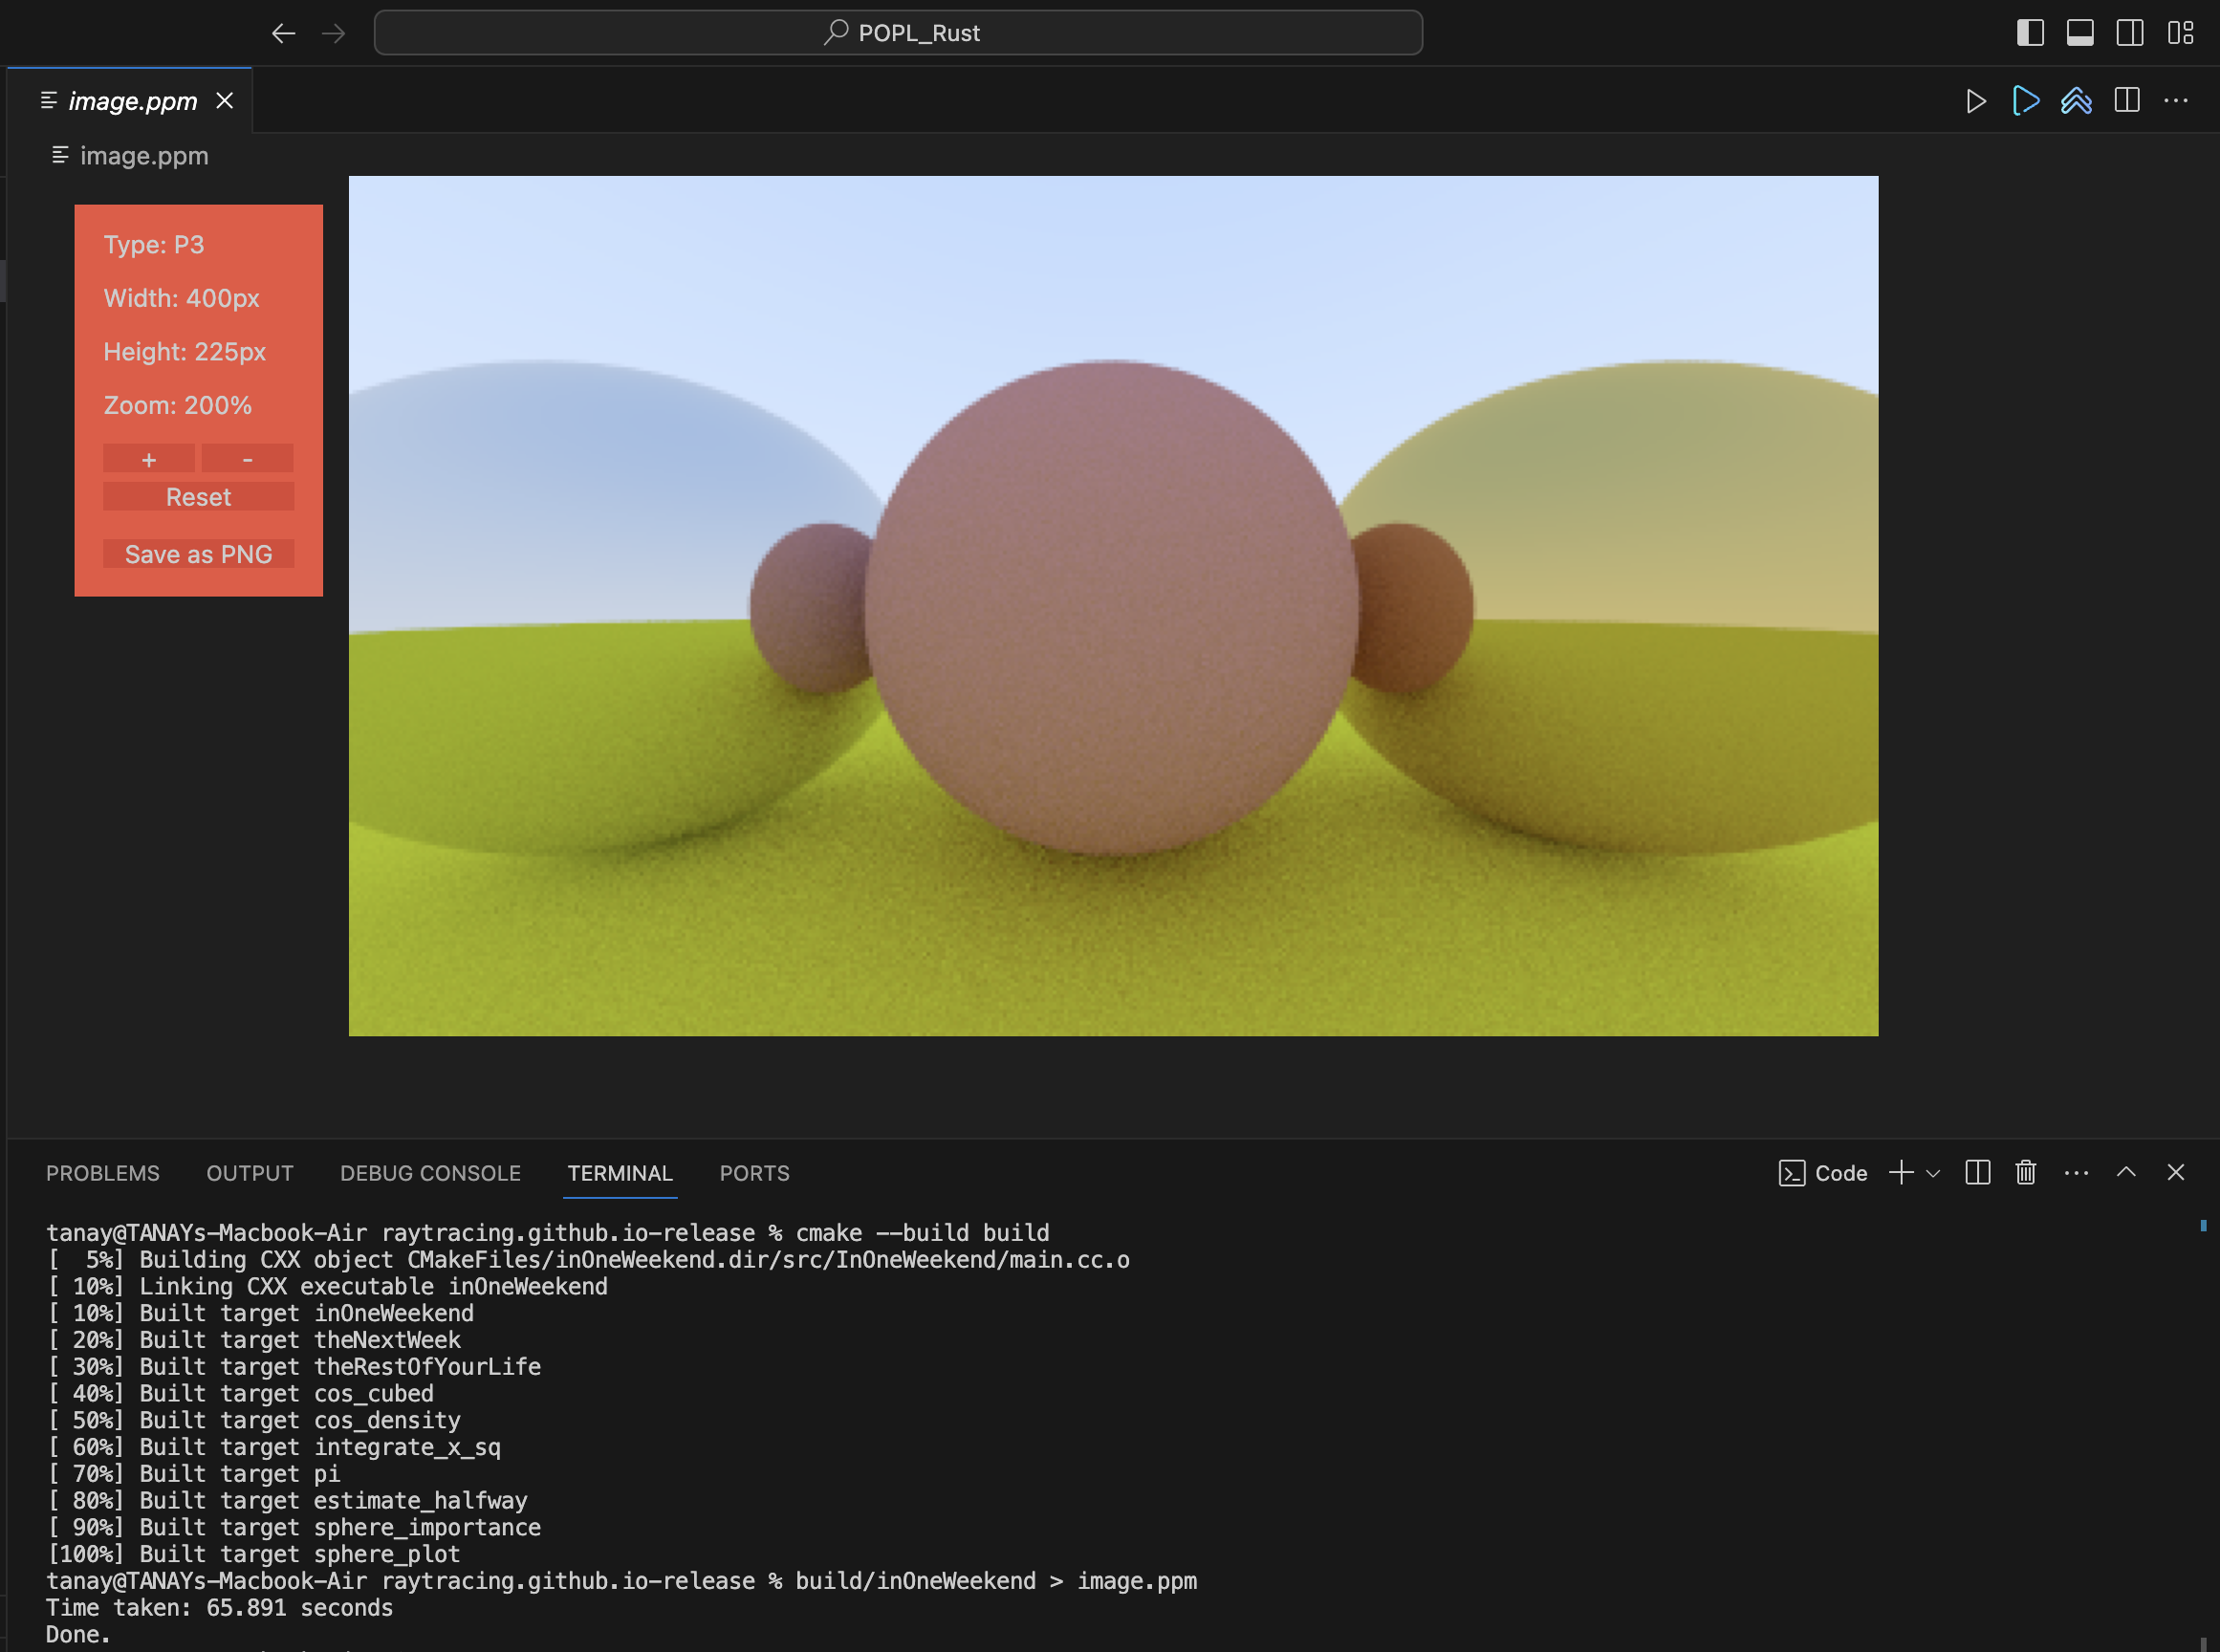 POPL_Rust
image.ppm
image.ppm
Type: P3
Width: 400px
Height: 225px
Zoom: 200%
+ -
Reset
Save as PNG
PROBLEMS OUTPUT DEBUG CONSOLE TERMINAL PORTS Code
tanay@TANAYs-Macbook-Air raytracing.github.io-release % cmake --build build
[  5%] Building CXX object CMakeFiles/inOneWeekend.dir/src/InOneWeekend/main.cc.o
[ 10%] Linking CXX executable inOneWeekend
[ 10%] Built target inOneWeekend
[ 20%] Built target theNextWeek
[ 30%] Built target theRestOfYourLife
[ 40%] Built target cos_cubed
[ 50%] Built target cos_density
[ 60%] Built target integrate_x_sq
[ 70%] Built target pi
[ 80%] Built target estimate_halfway
[ 90%] Built target sphere_importance
[100%] Built target sphere_plot
tanay@TANAYs-Macbook-Air raytracing.github.io-release % build/inOneWeekend > image.ppm
Time taken: 65.891 seconds
Done.